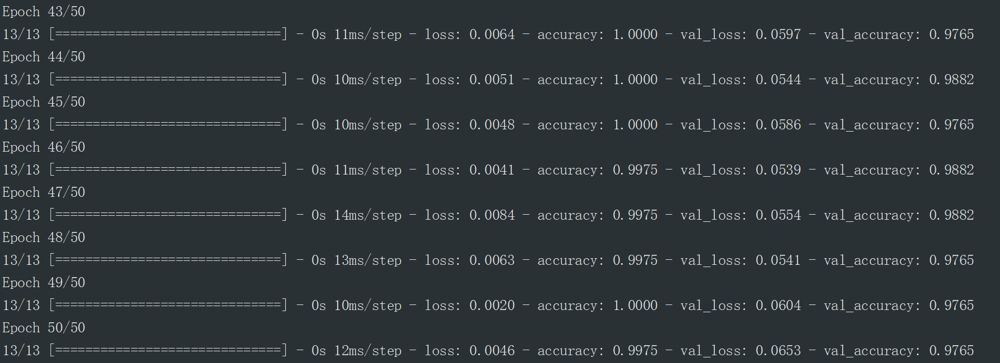 Epoch 43/50
13/13 [==============================] - 0s 11ms/step - loss: 0.0064 - accuracy: 1.0000 - val_loss: 0.0597 - val_accuracy: 0.9765
Epoch 44/50
13/13 [==============================] - 0s 10ms/step - loss: 0.0051 - accuracy: 1.0000 - val_loss: 0.0544 - val_accuracy: 0.9882
Epoch 45/50
13/13 [==============================] - 0s 10ms/step - loss: 0.0048 - accuracy: 1.0000 - val_loss: 0.0586 - val_accuracy: 0.9765
Epoch 46/50
13/13 [==============================] - 0s 11ms/step - loss: 0.0041 - accuracy: 0.9975 - val_loss: 0.0539 - val_accuracy: 0.9882
Epoch 47/50
13/13 [==============================] - 0s 14ms/step - loss: 0.0084 - accuracy: 0.9975 - val_loss: 0.0554 - val_accuracy: 0.9882
Epoch 48/50
13/13 [==============================] - 0s 13ms/step - loss: 0.0063 - accuracy: 0.9975 - val_loss: 0.0541 - val_accuracy: 0.9765
Epoch 49/50
13/13 [==============================] - 0s 10ms/step - loss: 0.0020 - accuracy: 1.0000 - val_loss: 0.0604 - val_accuracy: 0.9765
Epoch 50/50
13/13 [==============================] - 0s 12ms/step - loss: 0.0046 - accuracy: 0.9975 - val_loss: 0.0653 - val_accuracy: 0.9765